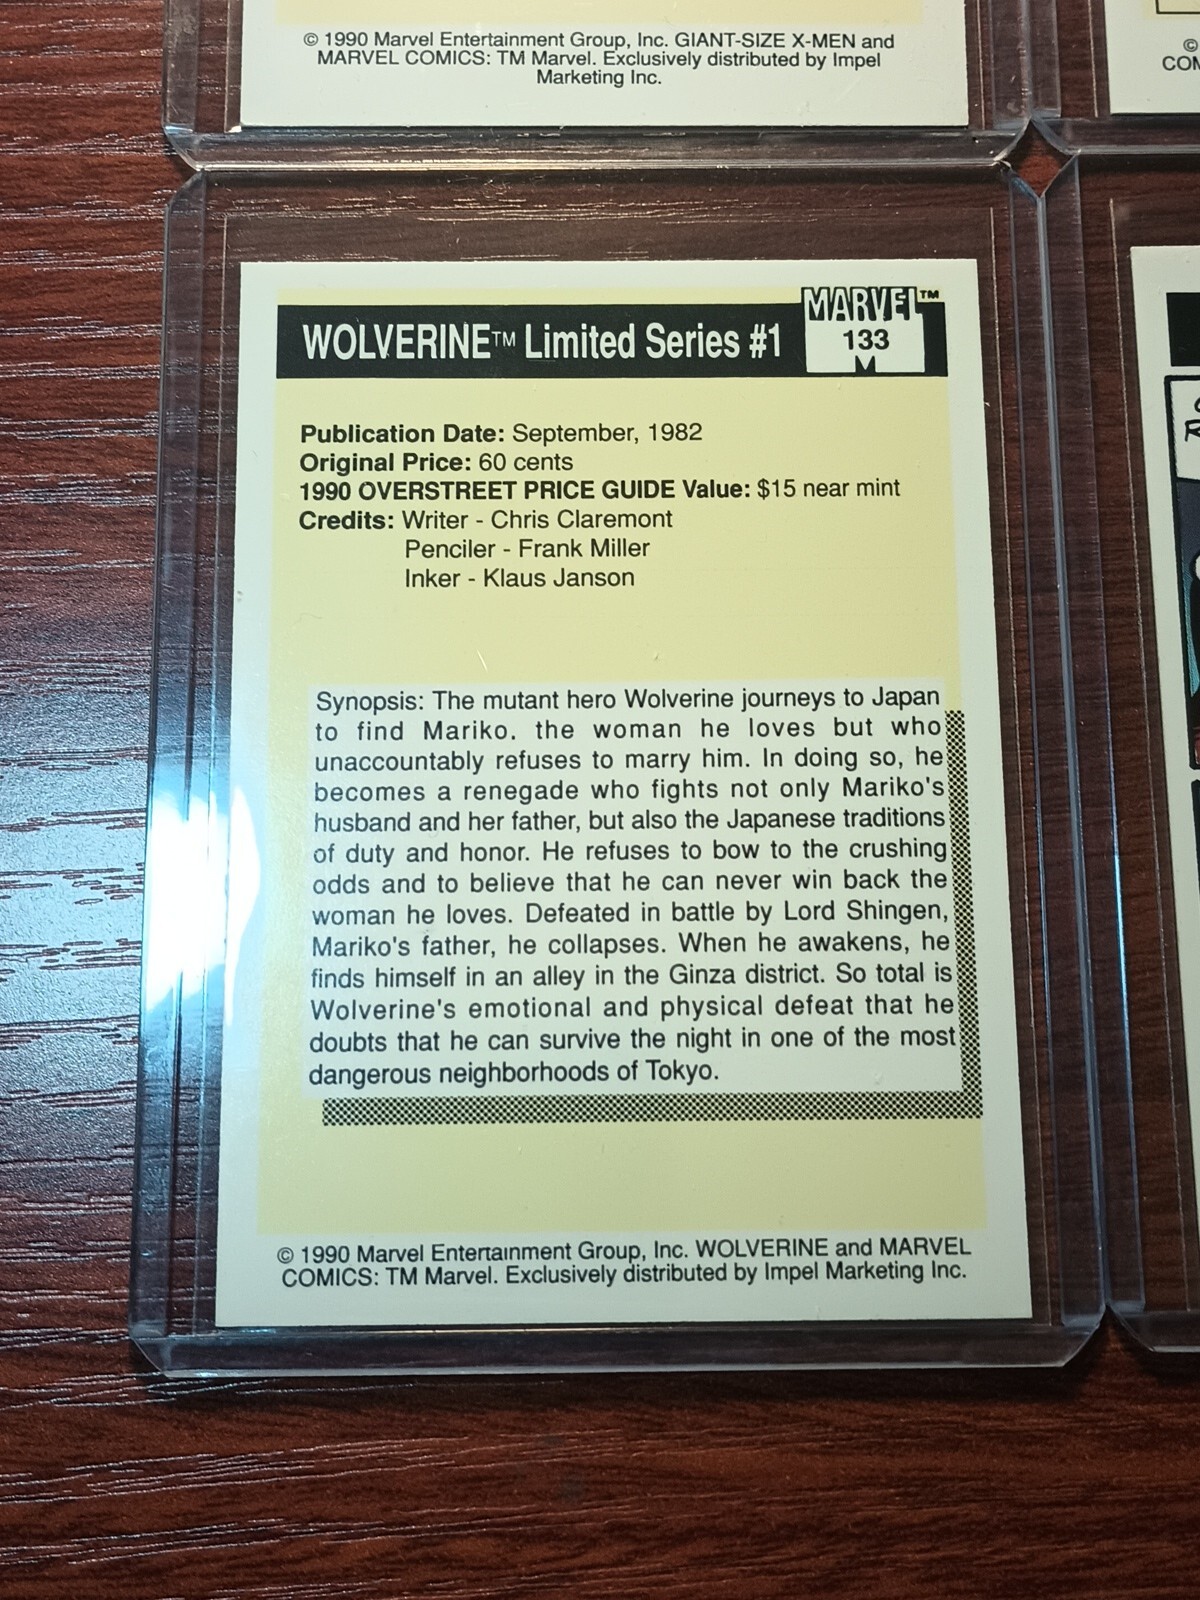 © 1990 Marvel Entertainment Group, Inc. GIANT-SIZE X-MEN and
MARVEL COMICS: TM Marvel. Exclusively distributed by Impel
Marketing Inc.
©
COM
WOLVERINE™ Limited Series #1
MARVEL™
133
M
Publication Date: September, 1982
Original Price: 60 cents
1990 OVERSTREET PRICE GUIDE Value: $15 near mint
Credits: Writer - Chris Claremont
Penciler - Frank Miller
Inker - Klaus Janson
Synopsis: The mutant hero Wolverine journeys to Japan
to find Mariko. the woman he loves but who
unaccountably refuses to marry him. In doing so, he
becomes a renegade who fights not only Mariko's
husband and her father, but also the Japanese traditions
of duty and honor. He refuses to bow to the crushing
odds and to believe that he can never win back the
woman he loves. Defeated in battle by Lord Shingen,
Mariko's father, he collapses. When he awakens, he
finds himself in an alley in the Ginza district. So total is
Wolverine's emotional and physical defeat that he
doubts that he can survive the night in one of the most
dangerous neighborhoods of Tokyo.
© 1990 Marvel Entertainment Group, Inc. WOLVERINE and MARVEL
COMICS: TM Marvel. Exclusively distributed by Impel Marketing Inc.